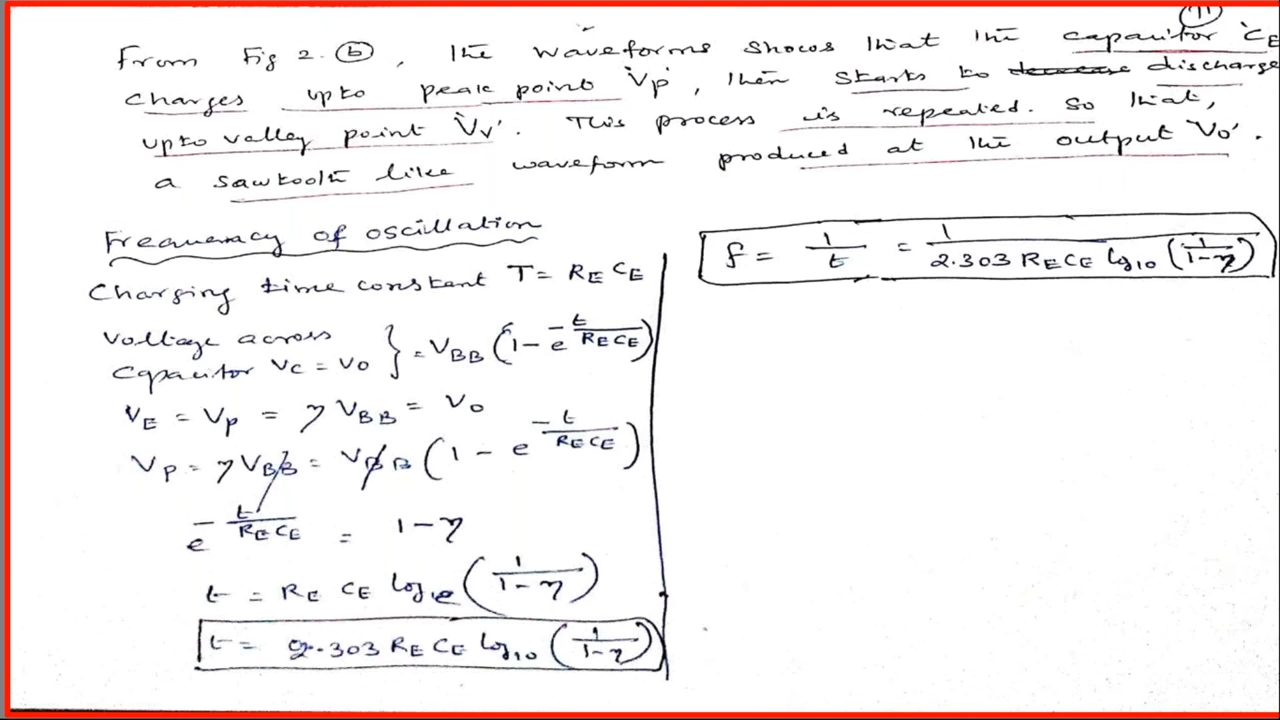 11
From Fig 2. (b), the waveforms shows that the capacitor 'CE
charges upto peak point 'Vp', then starts to discharge
upto valley point 'Vv'. This process is repeated. So that,
a sawtooth like waveform produced at the output 'Vo'.
Frequency of oscillation
Charging time constant T = RE CE
Voltage across
Capacitor Vc = Vo } = VBB (1 - e^(-t/RECE))
VE = Vp = η VBB = Vo
Vp = η VBB = VBB (1 - e^(-t/RECE))
e^(-t/RECE) = 1 - η
t = RE CE log e (1/(1-η))
t = 2.303 RE CE log10 (1/(1-η))
f = 1/t = 1/(2.303 RECE log10 (1/(1-η)))